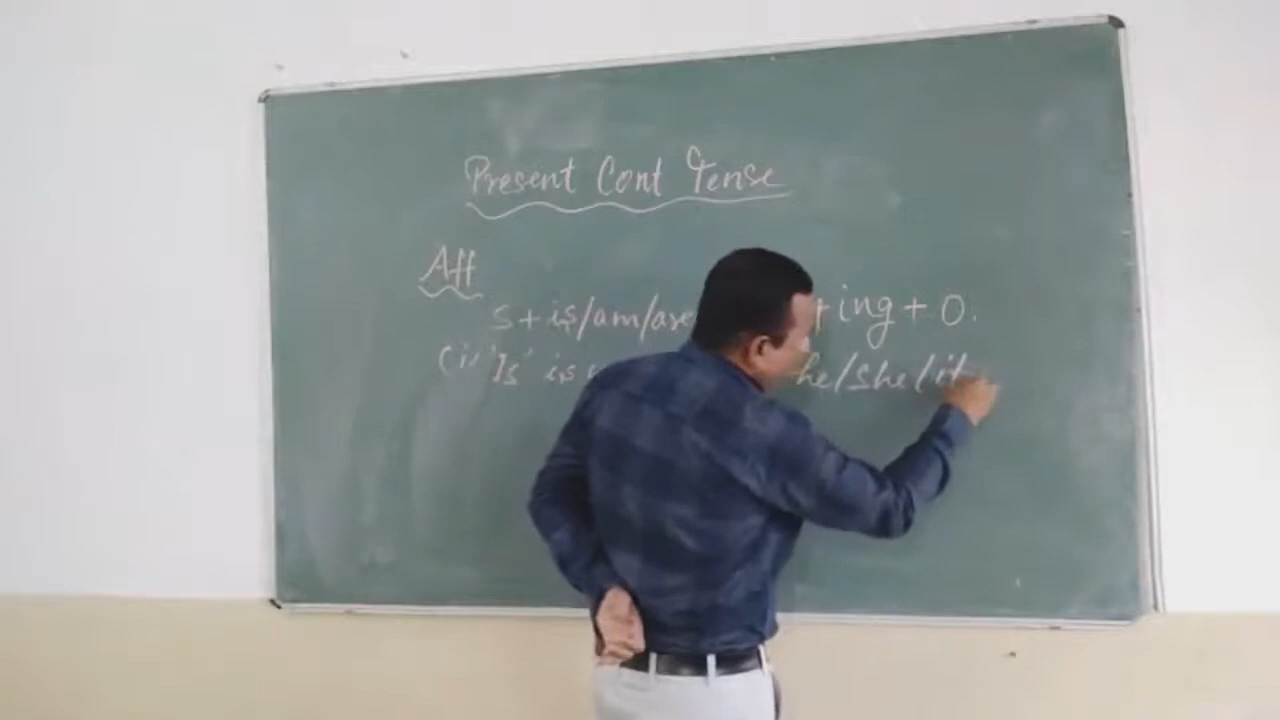 Present Cont Tense
Aff
S + is/am/are + ing + O.
(i) 'Is' is he/she/it